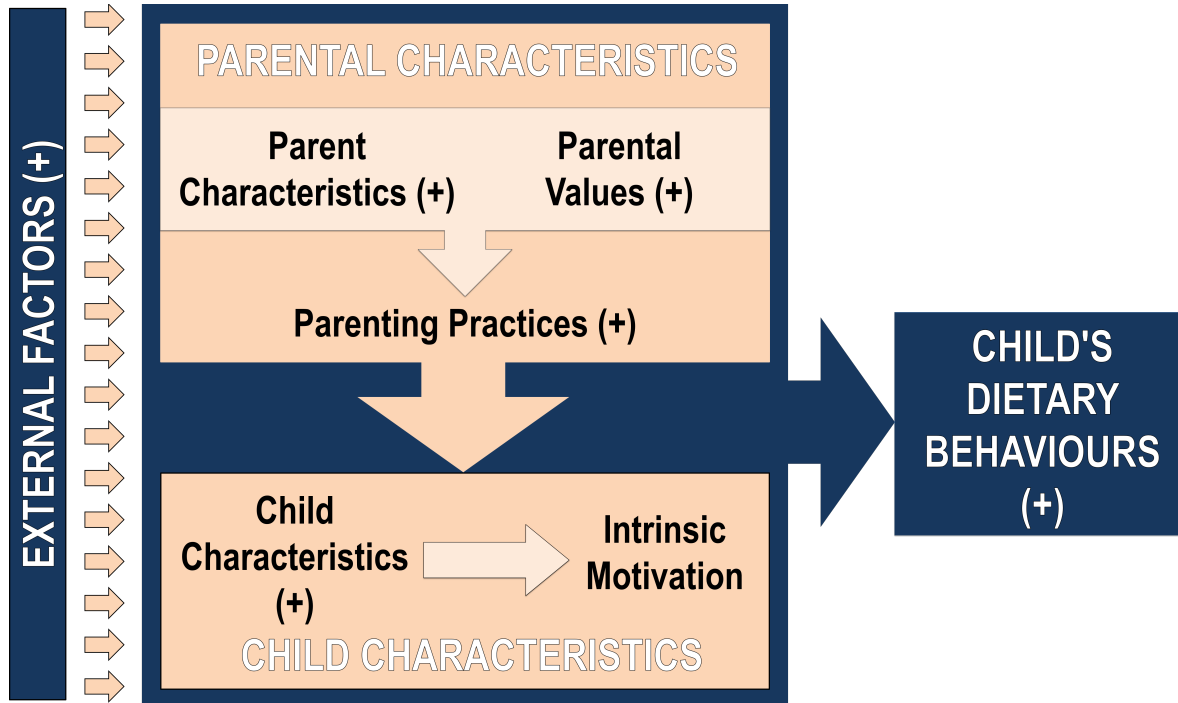 EXTERNAL FACTORS (+)
PARENTAL CHARACTERISTICS
Parent
Characteristics (+)
Parental
Values (+)
Parenting Practices (+)
Child
Characteristics
(+)
Intrinsic
Motivation
CHILD CHARACTERISTICS
CHILD'S
DIETARY
BEHAVIOURS
(+)